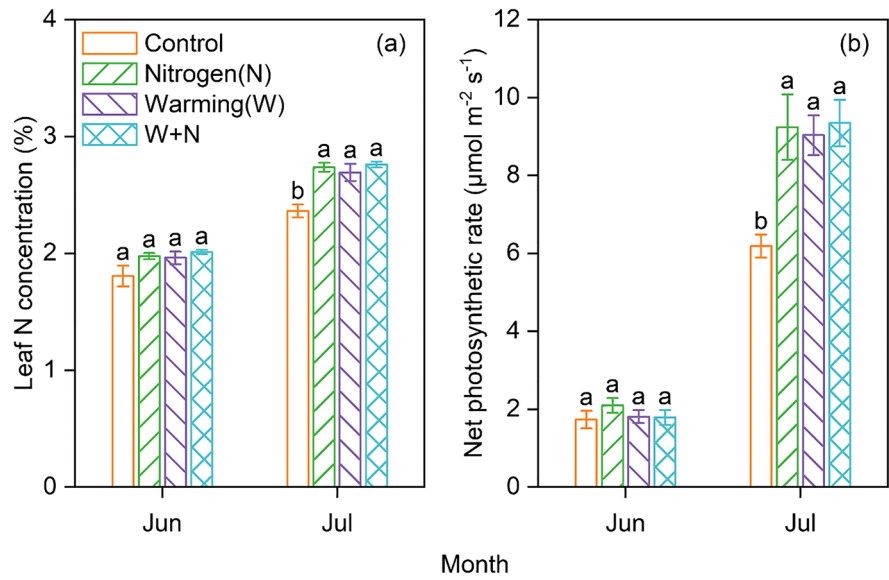 Leaf N concentration (%)
4
3
2
1
0
Control
Nitrogen(N)
Warming(W)
W+N
(a)
a a a a
b a a a
Jun Jul
Net photosynthetic rate (μmol m⁻² s⁻¹)
12
10
8
6
4
2
0
(b)
a a a a
b a a a
Jun Jul
Month